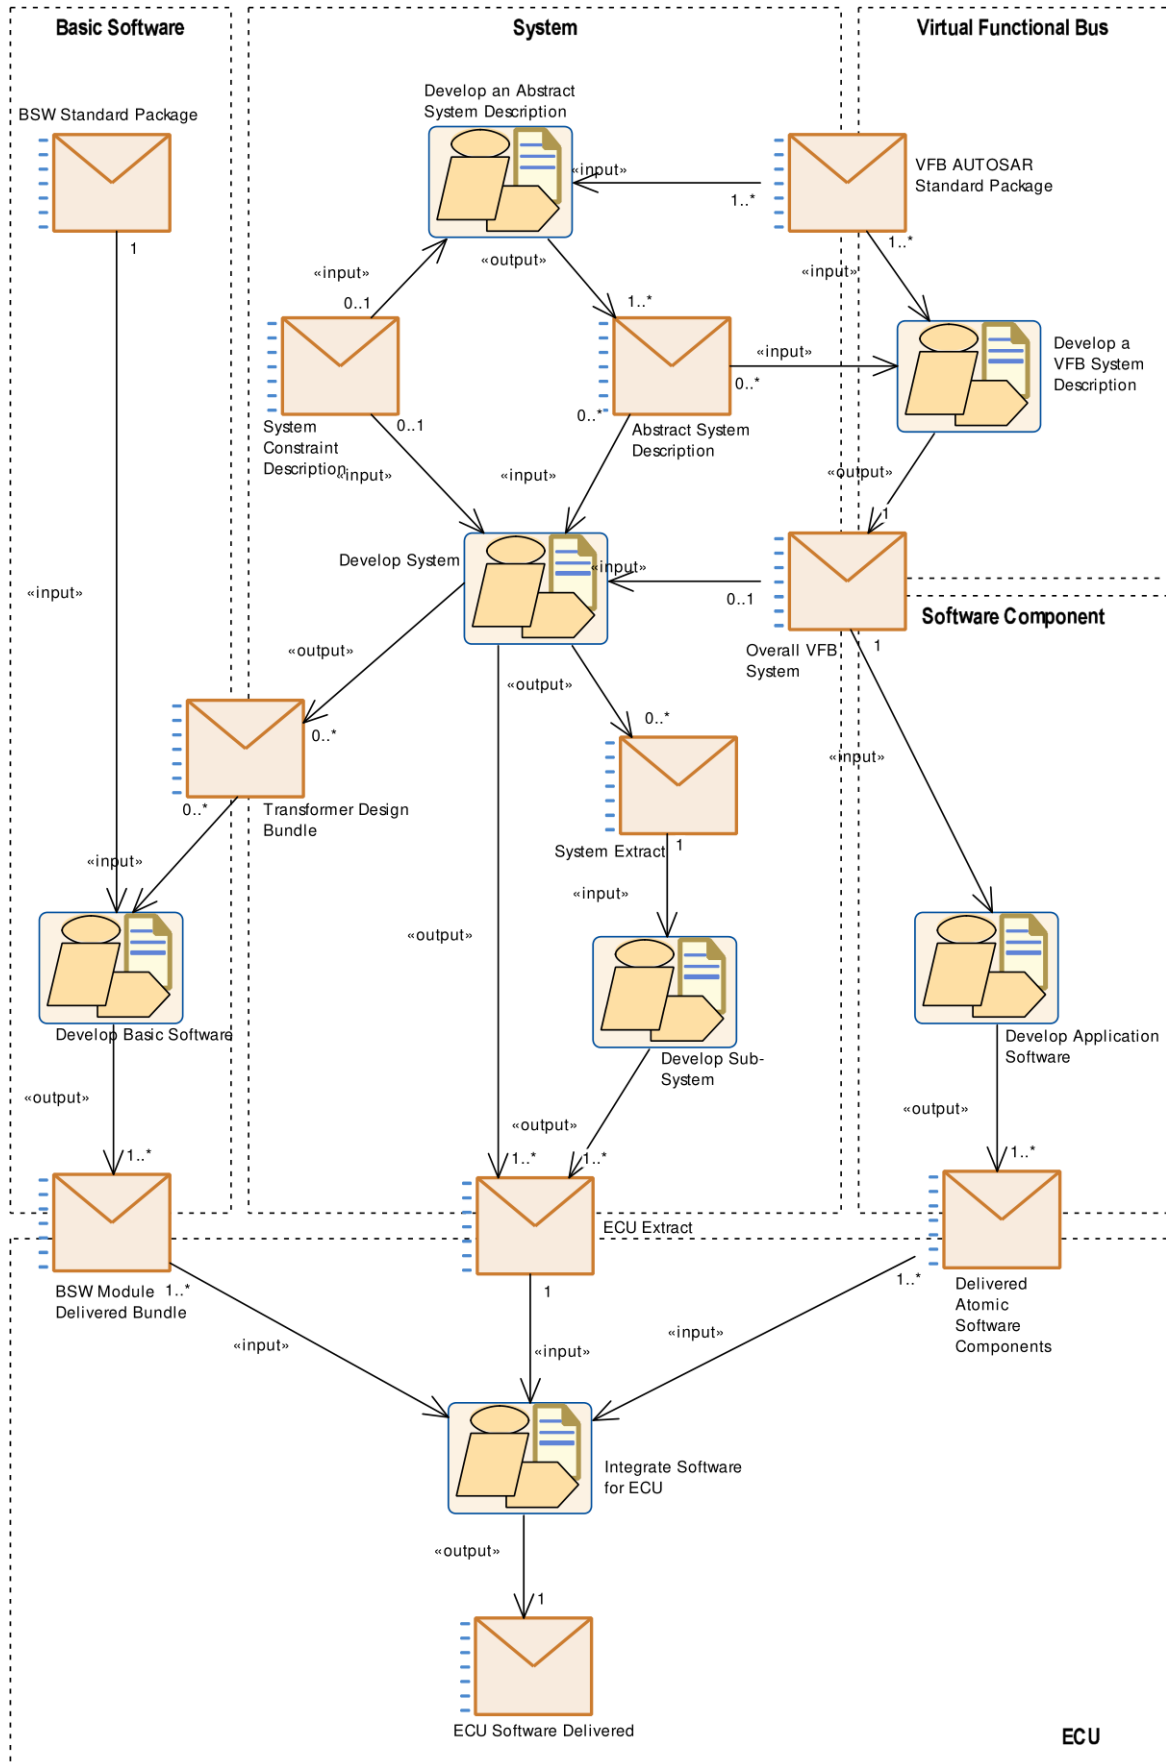 Basic Software
System
Virtual Functional Bus
BSW Standard Package
1
Develop an Abstract
System Description
«input»
1..*
VFB AUTOSAR
Standard Package
1..*
«input»
«output»
«input»
0..1
1..*
«input»
0..*
Develop a
VFB System
Description
System
Constraint
Description
0..1
«input»
0..*
Abstract System
Description
«input»
«output»
1
Develop System
«input»
0..1
«input»
Software Component
Overall VFB
System
1
«output»
«output»
0..*
0..*
0..*
Transformer Design
Bundle
«input»
«input»
System Extract
1
«input»
«output»
Develop Basic Software
Develop Sub-
System
Develop Application
Software
«output»
«output»
«output»
1..*
1..*
1..*
1..*
ECU Extract
BSW Module
Delivered Bundle
1..*
1
1..*
Delivered
Atomic
Software
Components
«input»
«input»
«input»
Integrate Software
for ECU
«output»
1
ECU Software Delivered
ECU